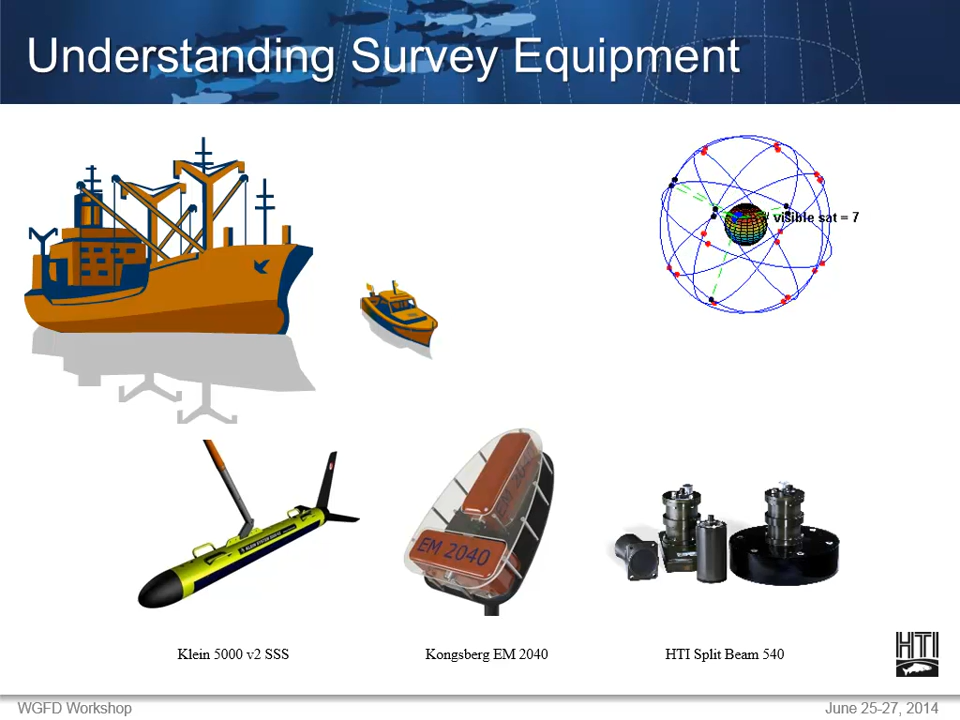 Understanding Survey Equipment
visible sat = 7
EM 2040
Klein 5000 v2 SSS
Kongsberg EM 2040
HTI Split Beam 540
HTI
WGFD Workshop
June 25-27, 2014